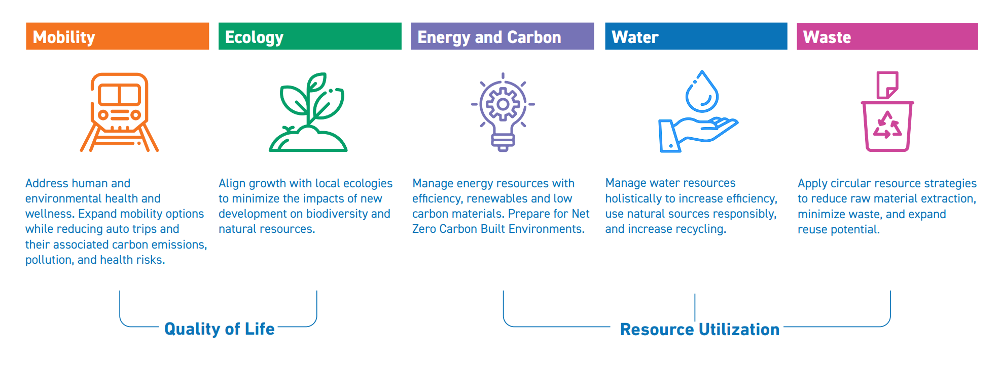 Mobility
Address human and
environmental health and
wellness. Expand mobility options
while reducing auto trips and
their associated carbon emissions,
pollution, and health risks.
Ecology
Align growth with local ecologies
to minimize the impacts of new
development on biodiversity and
natural resources.
Energy and Carbon
Manage energy resources with
efficiency, renewables and low
carbon materials. Prepare for Net
Zero Carbon Built Environments.
Water
Manage water resources
holistically to increase efficiency,
use natural sources responsibly,
and increase recycling.
Waste
Apply circular resource strategies
to reduce raw material extraction,
minimize waste, and expand
reuse potential.
Quality of Life
Resource Utilization